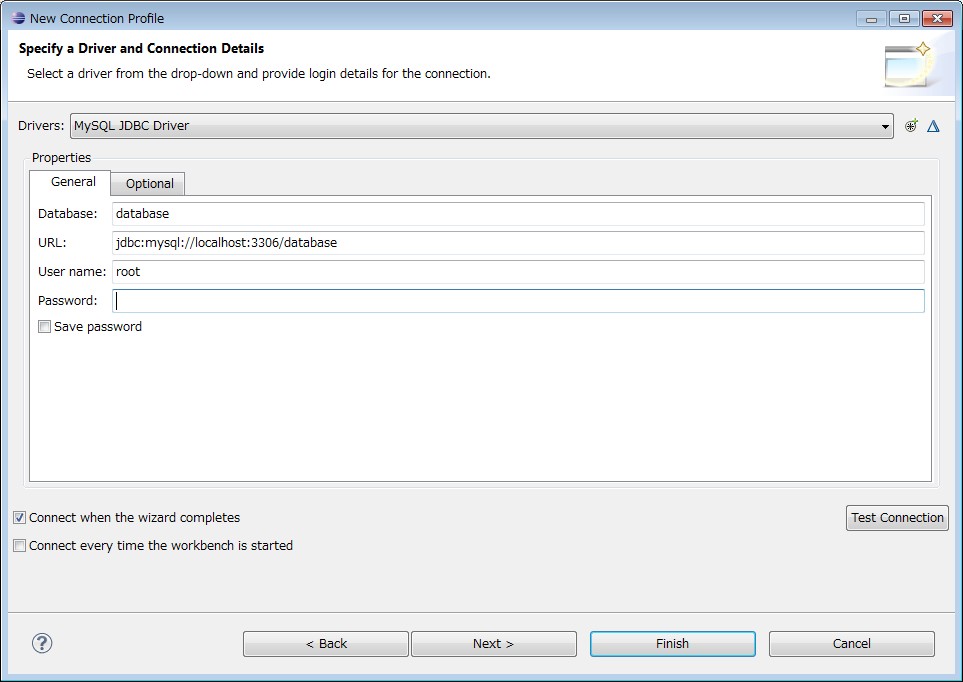 New Connection Profile
Specify a Driver and Connection Details
Select a driver from the drop-down and provide login details for the connection.
Drivers: MySQL JDBC Driver
Properties
General Optional
Database: database
URL: jdbc:mysql://localhost:3306/database
User name: root
Password:
Save password
Connect when the wizard completes Test Connection
Connect every time the workbench is started
? < Back Next > Finish Cancel